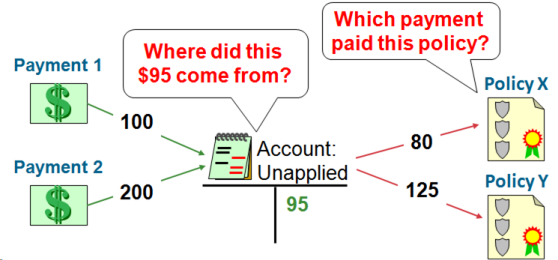 Where did this
$95 come from?
Which payment
paid this policy?
Payment 1
$
100
Payment 2
$
200
Account:
Unapplied
95
80
Policy X
125
Policy Y